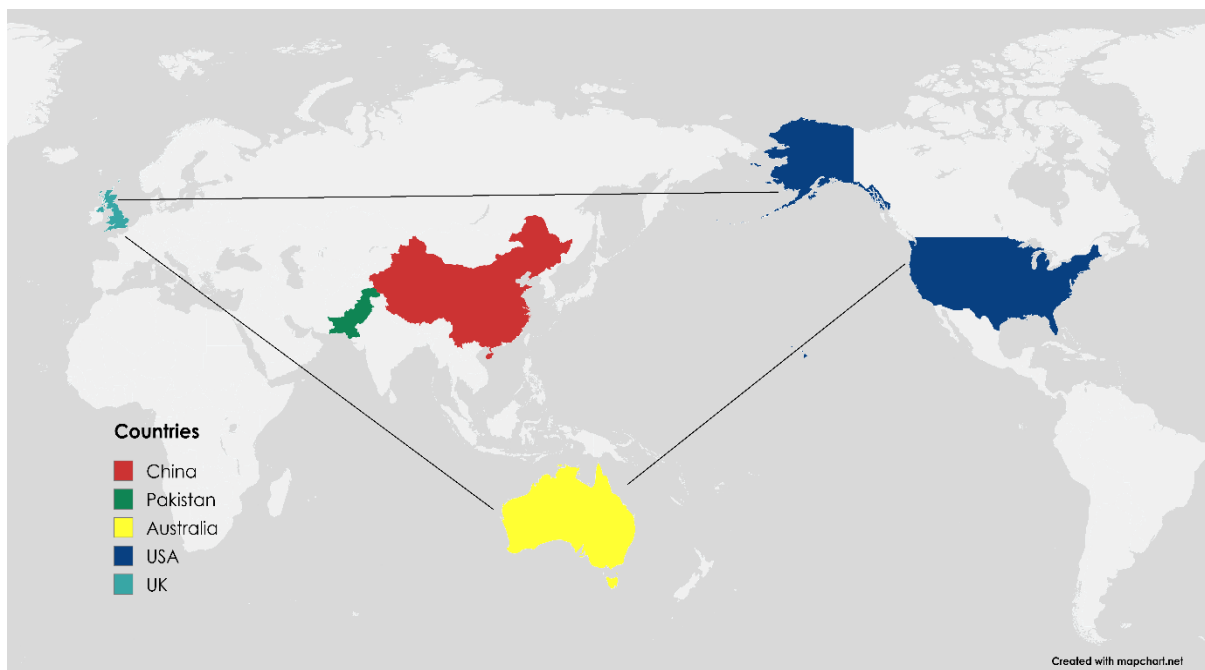 Countries
China
Pakistan
Australia
USA
UK
Created with mapchart.net